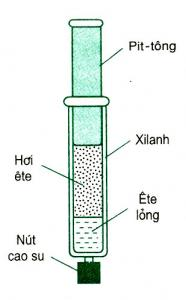 Pit-tông
Xilanh
Hơi
ête
Ête
lỏng
Nút
cao su